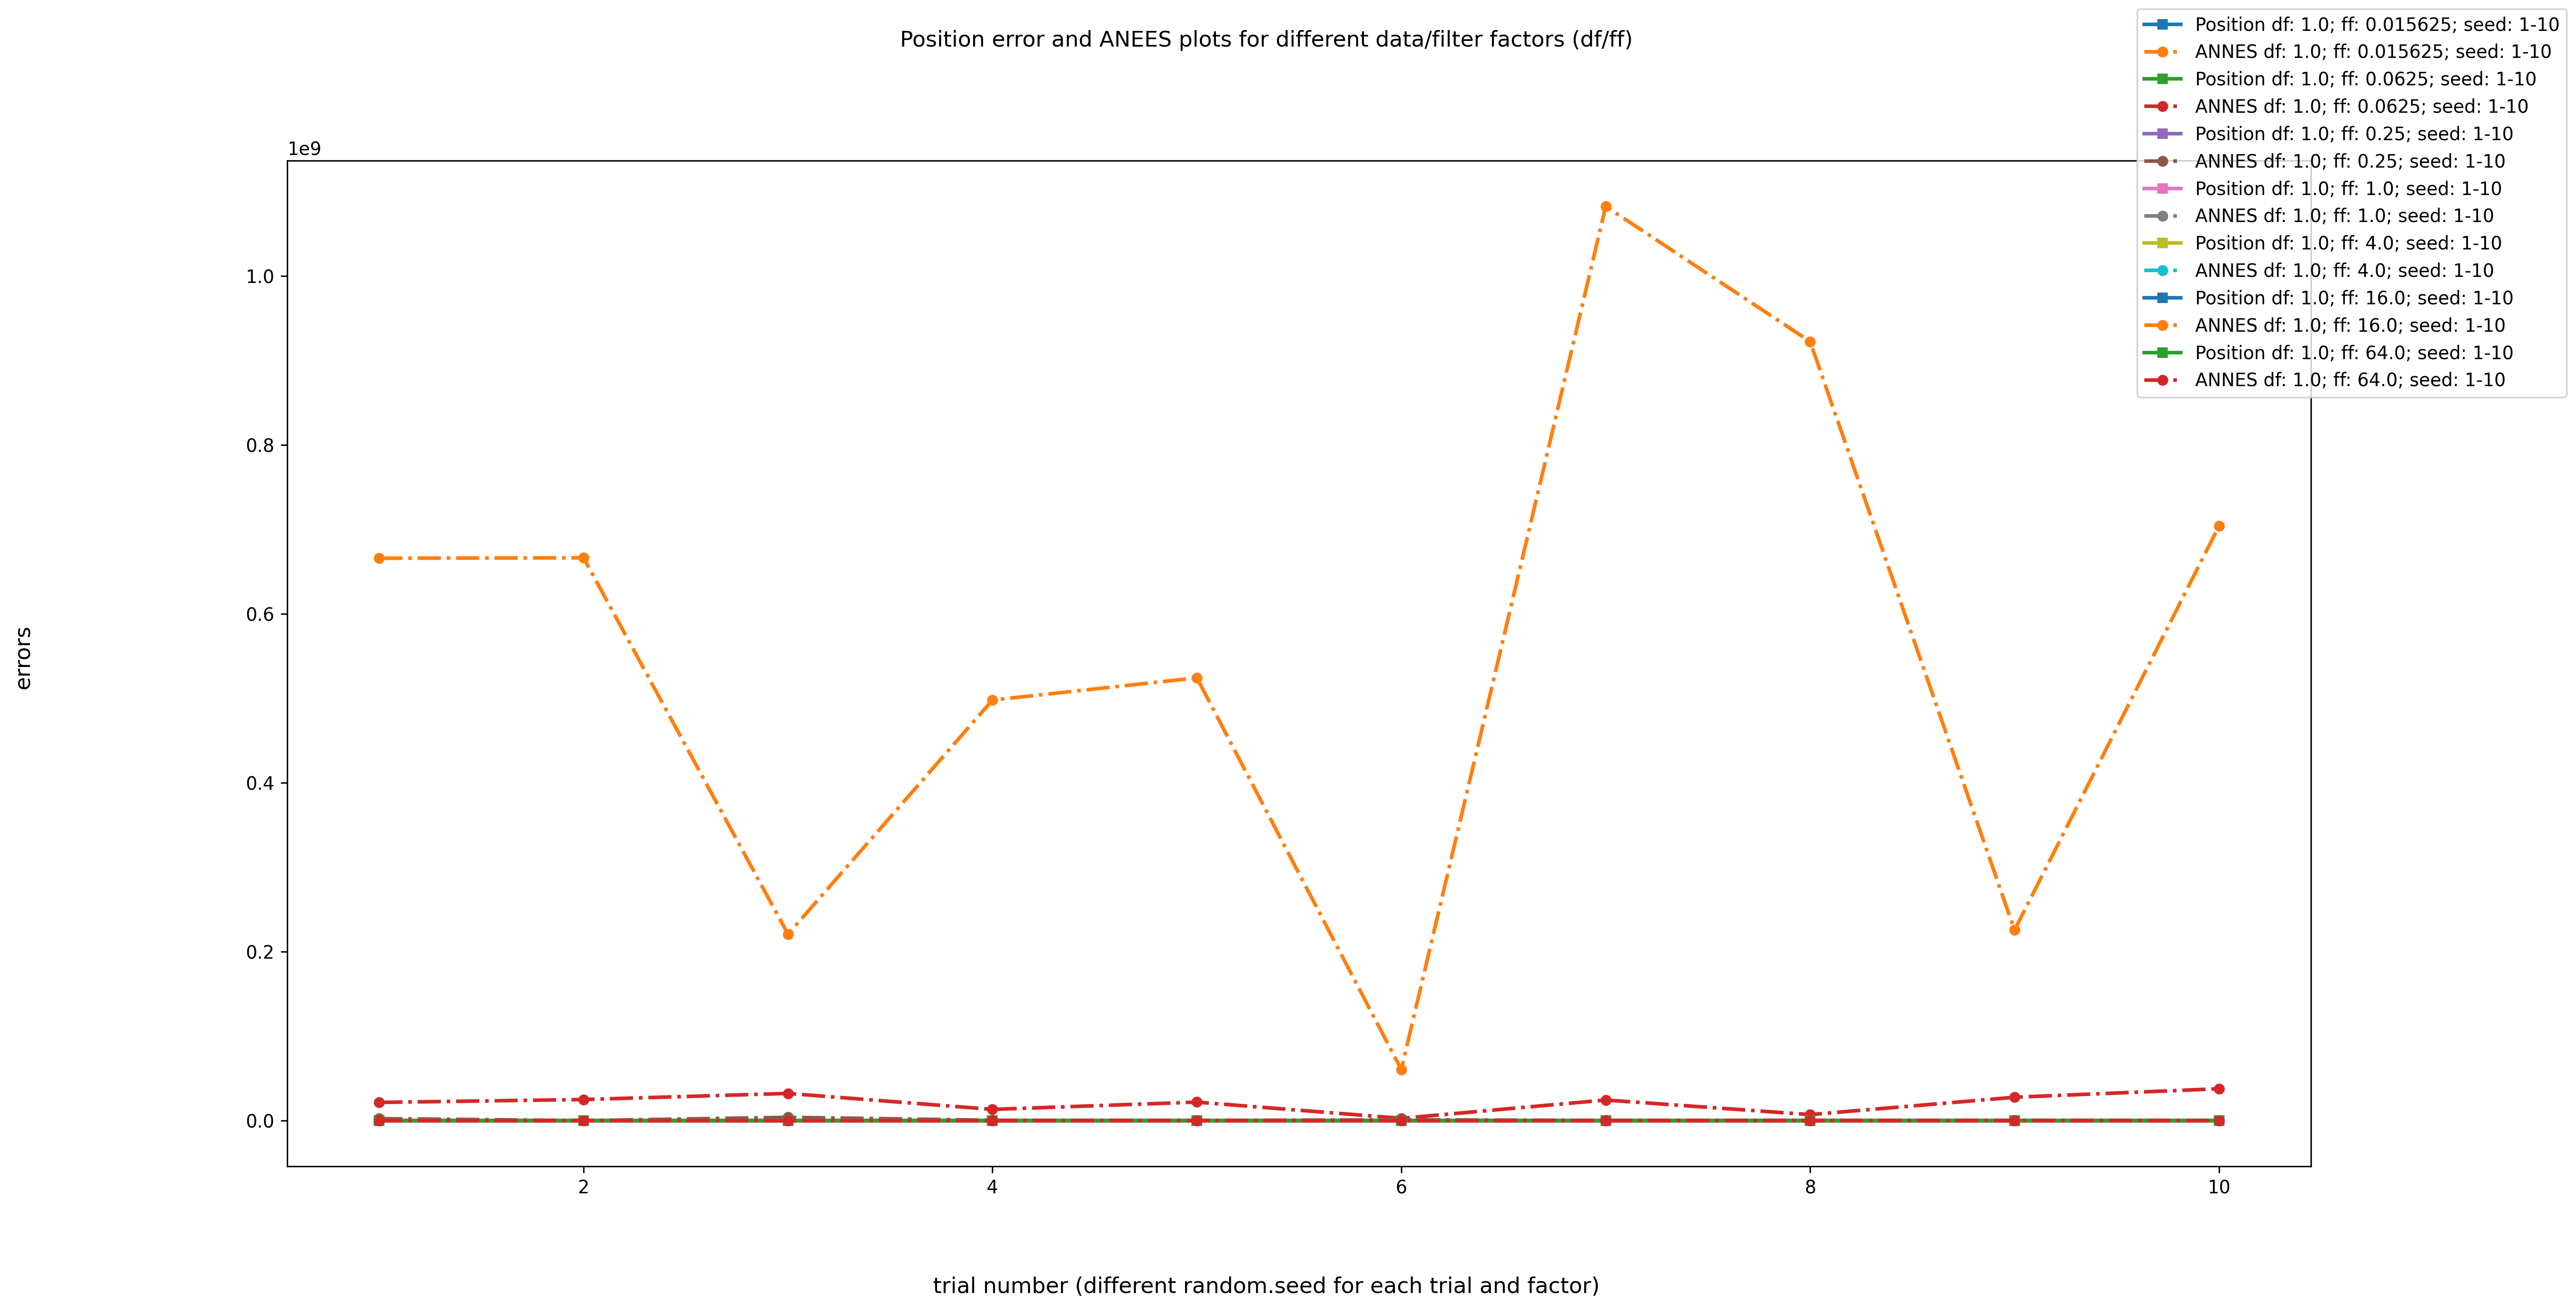 Position error and ANEES plots for different data/filter factors (df/ff)
Position df: 1.0; ff: 0.015625; seed: 1-10
ANNES df: 1.0; ff: 0.015625; seed: 1-10
Position df: 1.0; ff: 0.0625; seed: 1-10
ANNES df: 1.0; ff: 0.0625; seed: 1-10
Position df: 1.0; ff: 0.25; seed: 1-10
ANNES df: 1.0; ff: 0.25; seed: 1-10
Position df: 1.0; ff: 1.0; seed: 1-10
ANNES df: 1.0; ff: 1.0; seed: 1-10
Position df: 1.0; ff: 4.0; seed: 1-10
ANNES df: 1.0; ff: 4.0; seed: 1-10
Position df: 1.0; ff: 16.0; seed: 1-10
ANNES df: 1.0; ff: 16.0; seed: 1-10
Position df: 1.0; ff: 64.0; seed: 1-10
ANNES df: 1.0; ff: 64.0; seed: 1-10
1e9
1.0
0.8
0.6
0.4
0.2
0.0
errors
2 4 6 8 10
trial number (different random.seed for each trial and factor)